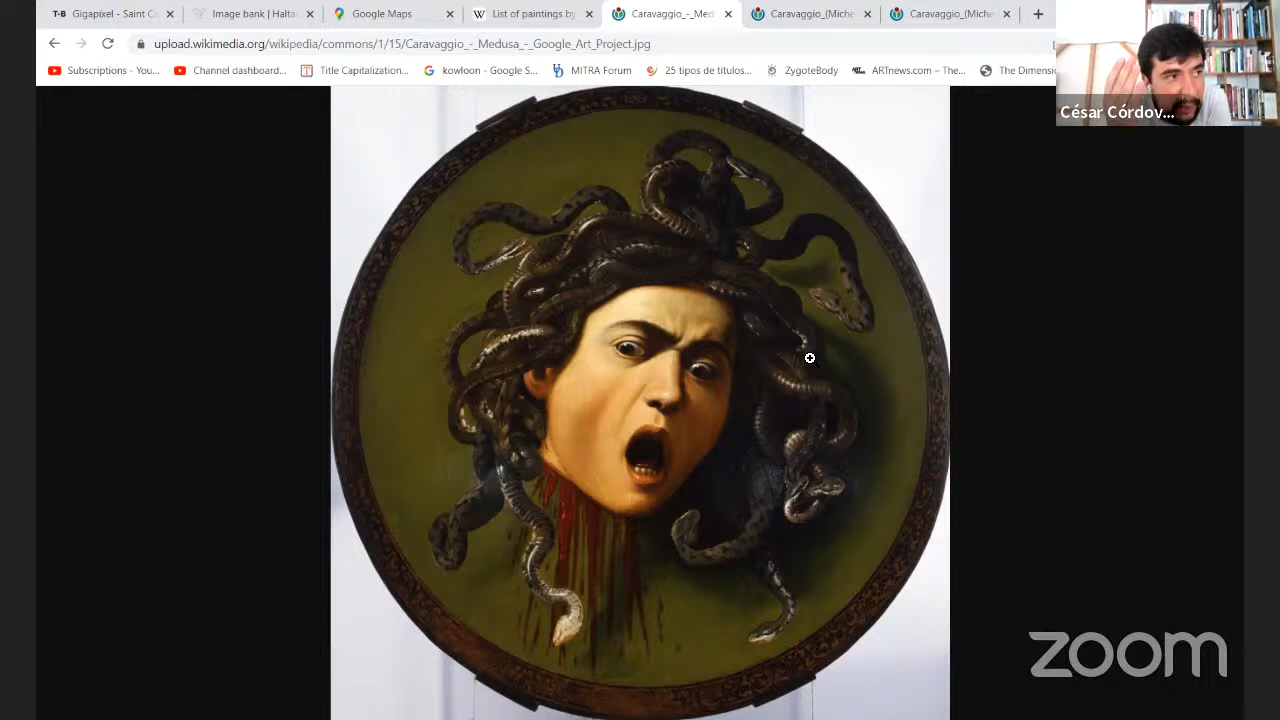 Gigapíxel - Saint Ca
Image bank | Halta
Google Maps
List of paintings by
Caravaggio_-_Med
Caravaggio_(Miche
Caravaggio_(Miche
upload.wikimedia.org/wikipedia/commons/1/15/Caravaggio_-_Medusa_-_Google_Art_Project.jpg
Subscriptions - You...
Channel dashboard...
Title Capitalization...
kowloon - Google S...
MITRA Forum
25 tipos de títulos...
ZygoteBody
ARTnews.com – The...
The Dimensio
César Córdov...
zoom